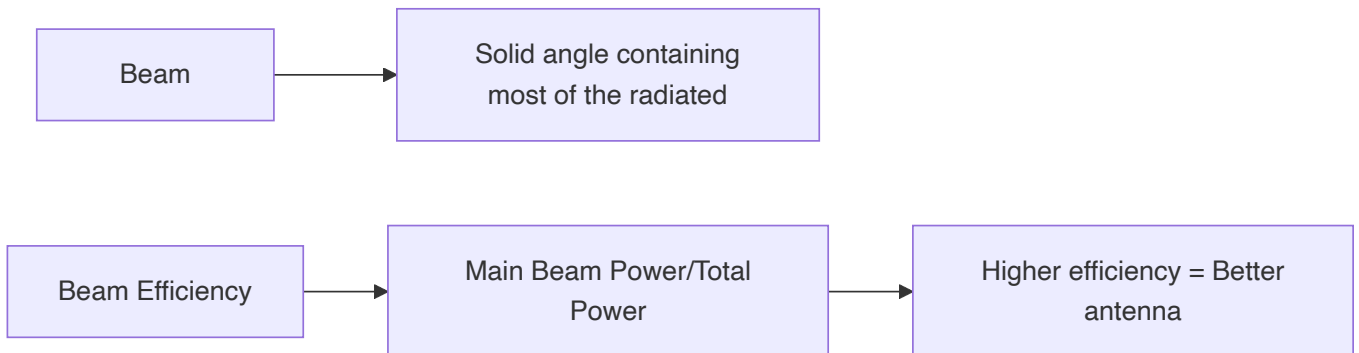 Beam
Solid angle containing
most of the radiated
Beam Efficiency
Main Beam Power/Total
Power
Higher efficiency = Better
antenna